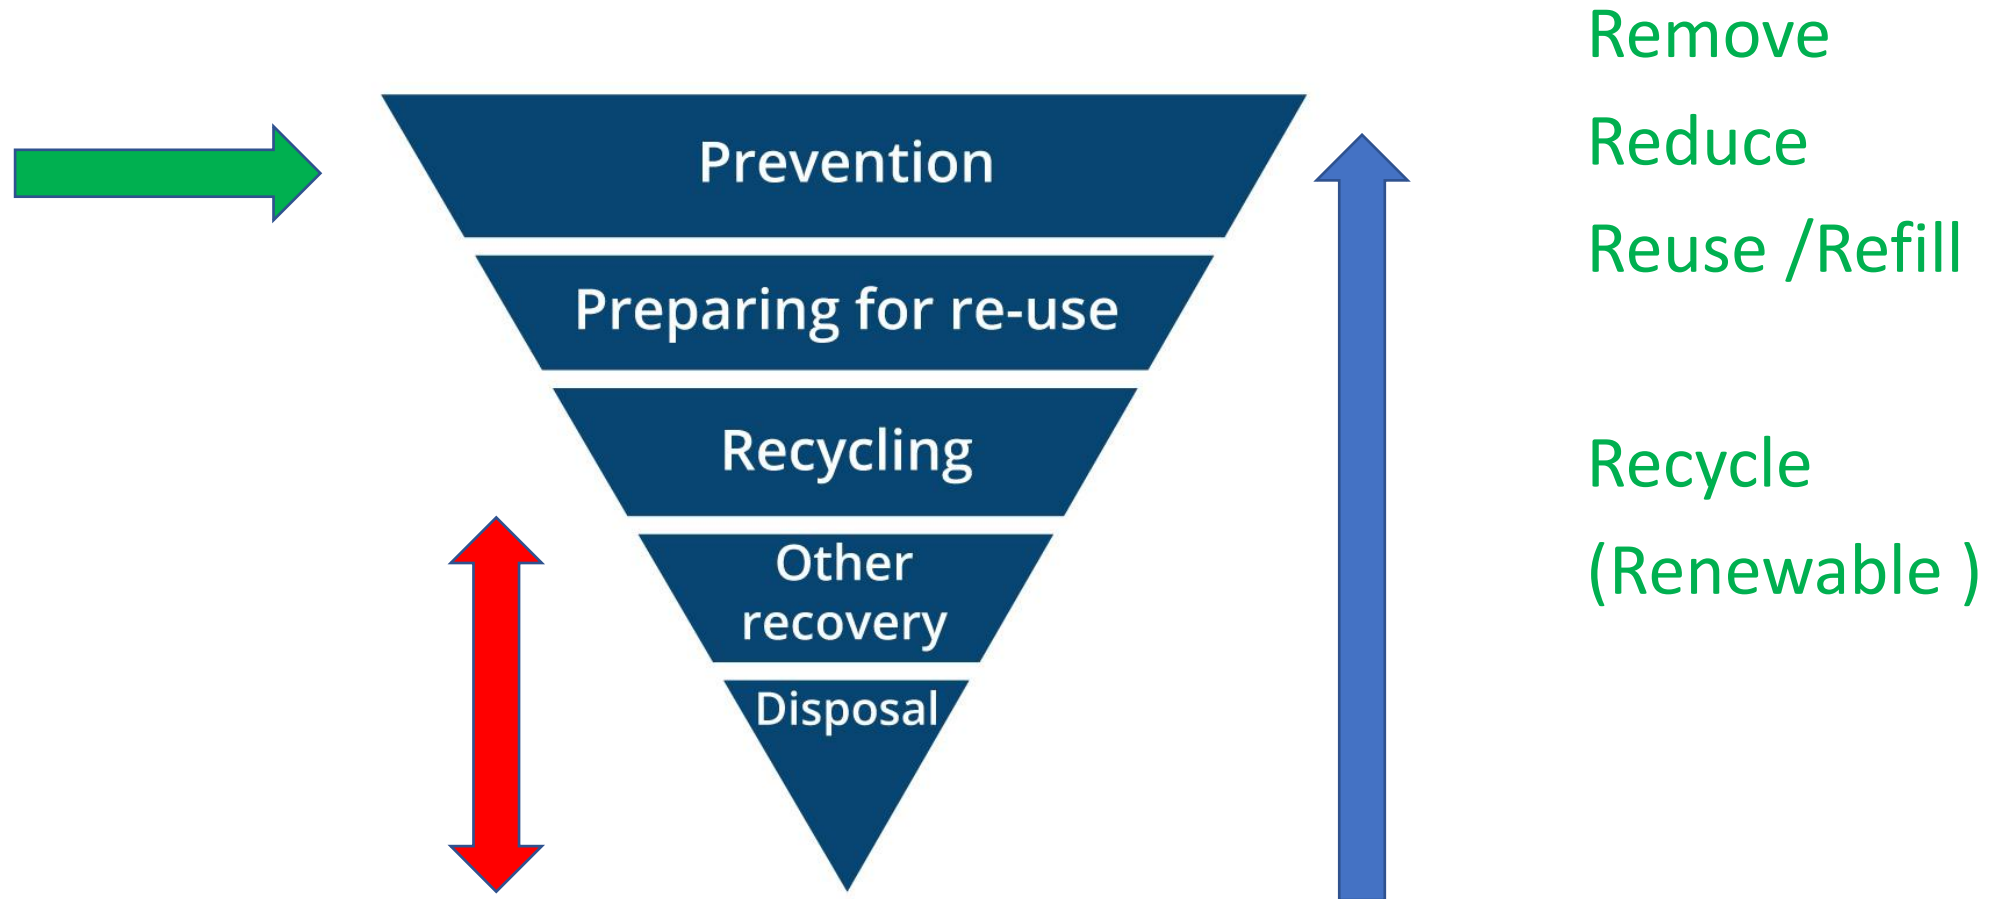 Prevention
Preparing for re-use
Recycling
Other
recovery
Disposal
Remove
Reduce
Reuse /Refill
Recycle
(Renewable )